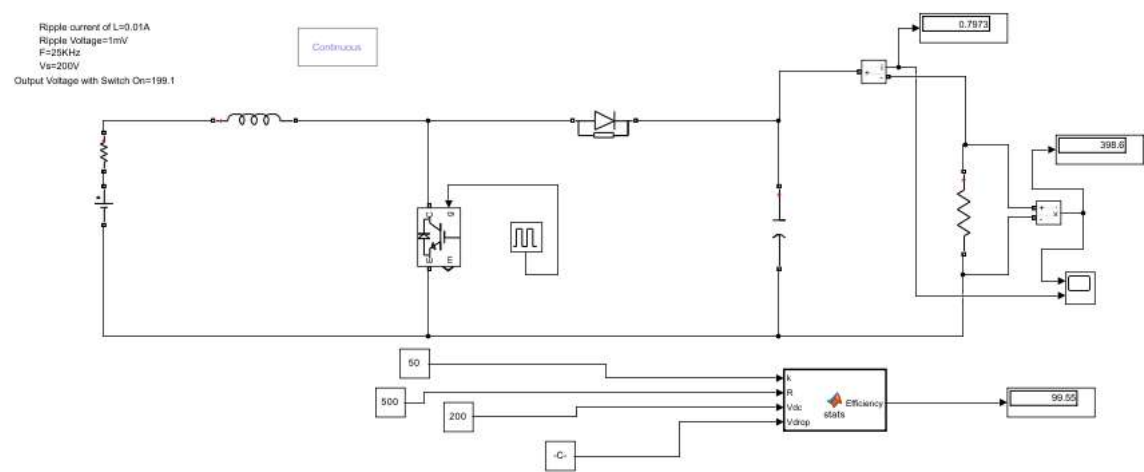 Ripple current of L=0.01A
Ripple Voltage=1mV
F=25KHz
Vs=200V
Output Voltage with Switch On=199.1
Continuous
0.7973
398.6
+
-
i
+
-
v
g
C
E
m
50
500
200
-C-
k
R
Vdc
Vdrop
Efficiency
stats
99.55